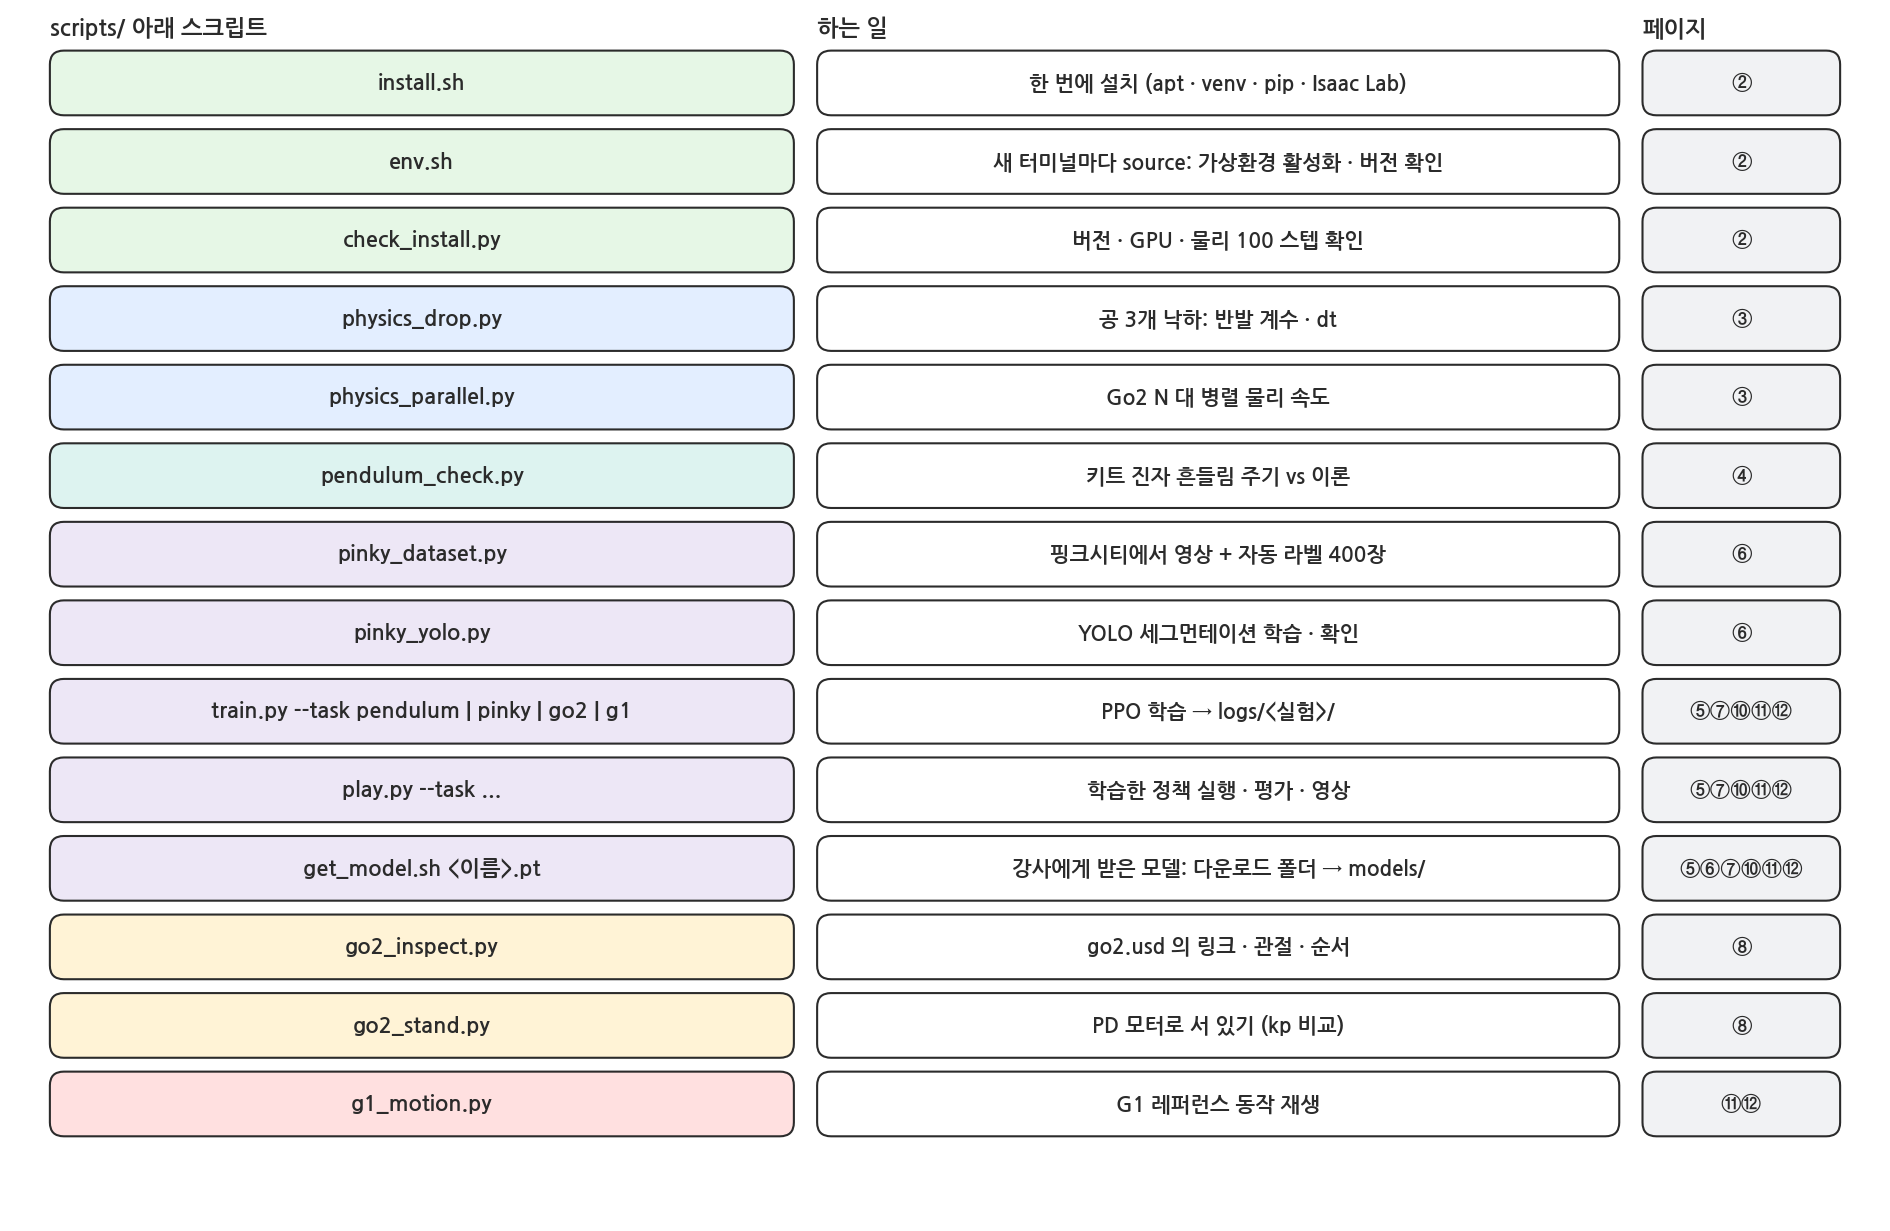 scripts/ 아래 스크립트 하는 일 페이지
install.sh 한 번에 설치 (apt · venv · pip · Isaac Lab) ②
env.sh 새 터미널마다 source: 가상환경 활성화 · 버전 확인 ②
check_install.py 버전 · GPU · 물리 100 스텝 확인 ②
physics_drop.py 공 3개 낙하: 반발 계수 · dt ③
physics_parallel.py Go2 N 대 병렬 물리 속도 ③
pendulum_check.py 키트 진자 흔들림 주기 vs 이론 ④
pinky_dataset.py 핑크시티에서 영상 + 자동 라벨 400장 ⑥
pinky_yolo.py YOLO 세그먼테이션 학습 · 확인 ⑥
train.py --task pendulum | pinky | go2 | g1 PPO 학습 → logs/<실험>/ ⑤⑦⑩⑪⑫
play.py --task ... 학습한 정책 실행 · 평가 · 영상 ⑤⑦⑩⑪⑫
get_model.sh <이름>.pt 강사에게 받은 모델: 다운로드 폴더 → models/ ⑤⑥⑦⑩⑪⑫
go2_inspect.py go2.usd 의 링크 · 관절 · 순서 ⑧
go2_stand.py PD 모터로 서 있기 (kp 비교) ⑧
g1_motion.py G1 레퍼런스 동작 재생 ⑪⑫